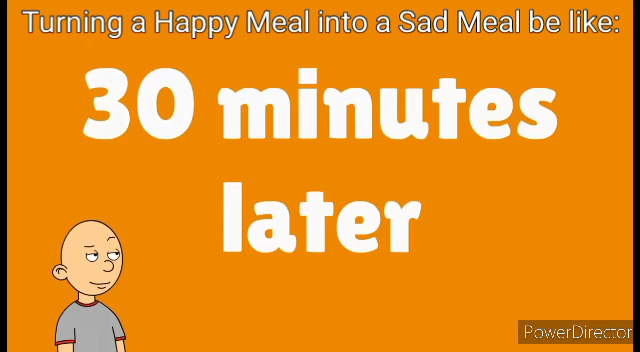 Turning a Happy Meal into a Sad Meal be like:
30 minutes
later
PowerDirector